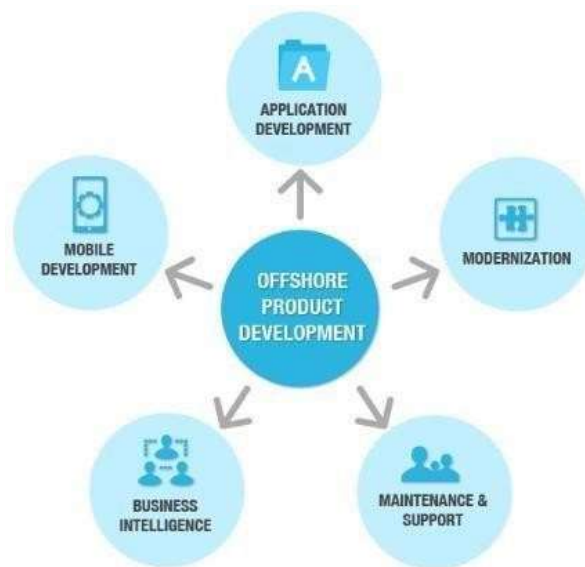 APPLICATION
DEVELOPMENT
MOBILE
DEVELOPMENT
MODERNIZATION
OFFSHORE
PRODUCT
DEVELOPMENT
BUSINESS
INTELLIGENCE
MAINTENANCE &
SUPPORT